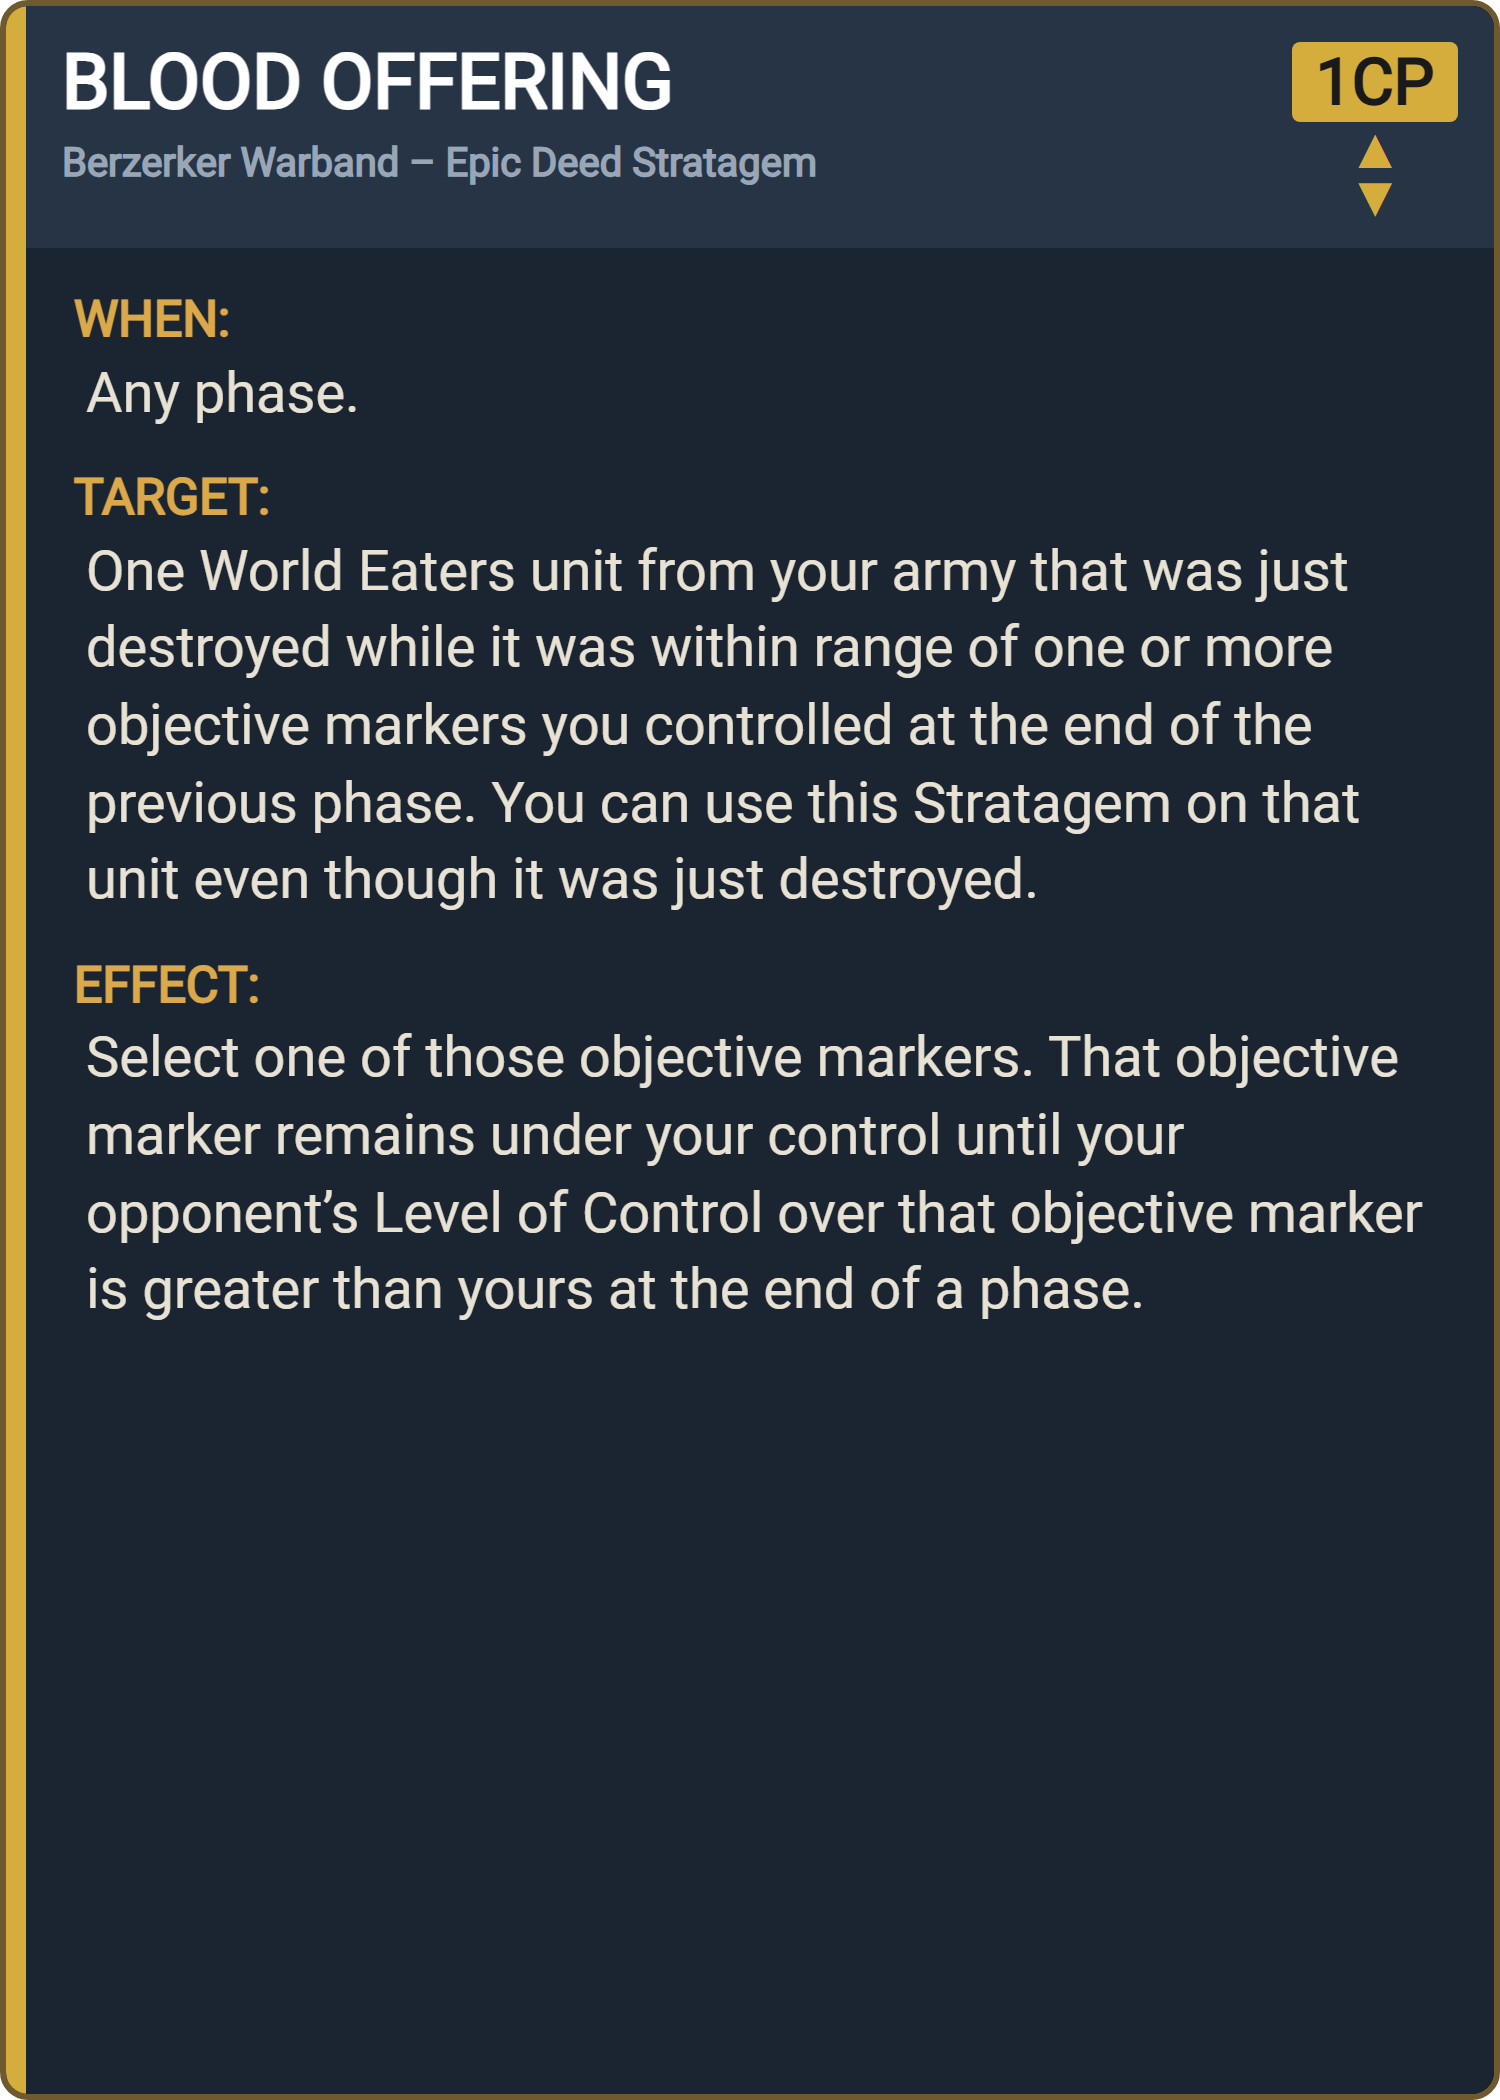 BLOOD OFFERING
1CP
Berzerker Warband – Epic Deed Stratagem
▲
▼
WHEN:
Any phase.
TARGET:
One World Eaters unit from your army that was just
destroyed while it was within range of one or more
objective markers you controlled at the end of the
previous phase. You can use this Stratagem on that
unit even though it was just destroyed.
EFFECT:
Select one of those objective markers. That objective
marker remains under your control until your
opponent’s Level of Control over that objective marker
is greater than yours at the end of a phase.